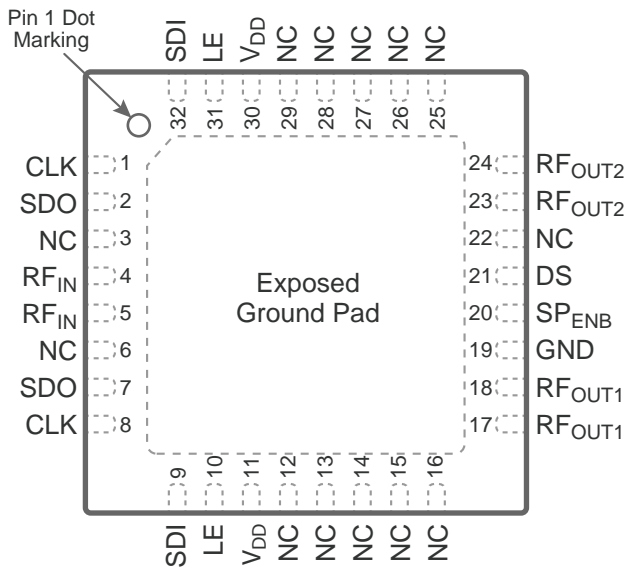 Pin 1 Dot
Marking
SDI LE VDD NC NC NC NC NC
32 31 30 29 28 27 26 25
CLK 1
SDO 2
NC 3
RFIN 4
RFIN 5
NC 6
SDO 7
CLK 8
Exposed
Ground Pad
24 RFOUT2
23 RFOUT2
22 NC
21 DS
20 SPENB
19 GND
18 RFOUT1
17 RFOUT1
9 10 11 12 13 14 15 16
SDI LE VDD NC NC NC NC NC